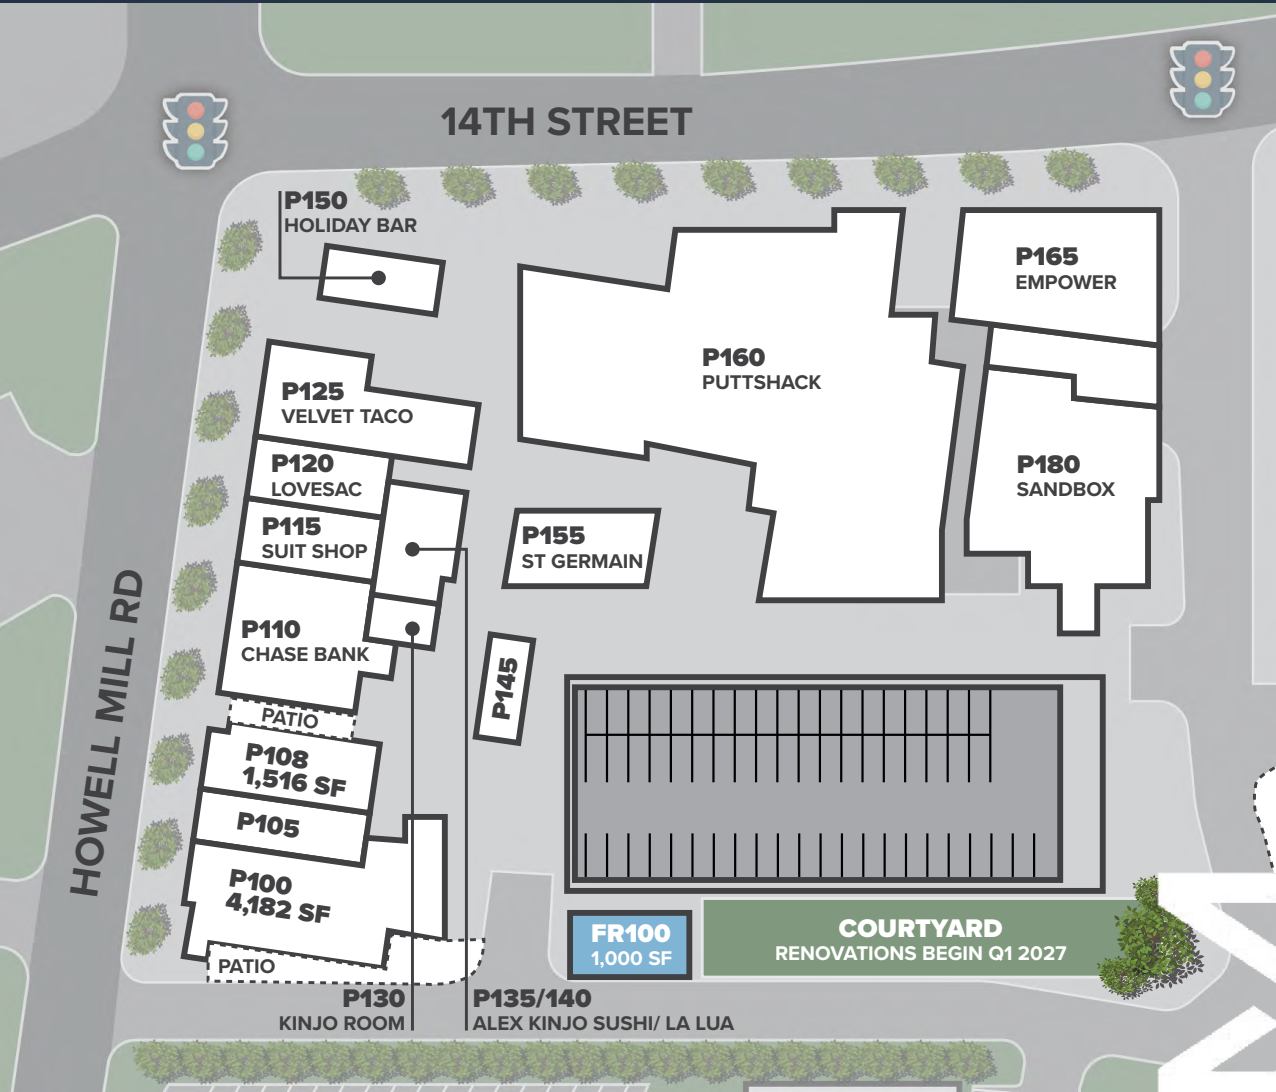 14TH STREET
P150
HOLIDAY BAR
P165
EMPOWER
P160
PUTTSHACK
P125
VELVET TACO
P120
LOVESAC
P180
SANDBOX
P115
SUIT SHOP
P155
ST GERMAIN
HOWELL MILL RD
P110
CHASE BANK
P145
PATIO
P108
1,516 SF
P105
P100
4,182 SF
PATIO
FR100
1,000 SF
COURTYARD
RENOVATIONS BEGIN Q1 2027
P130
KINJO ROOM
P135/140
ALEX KINJO SUSHI/ LA LUA